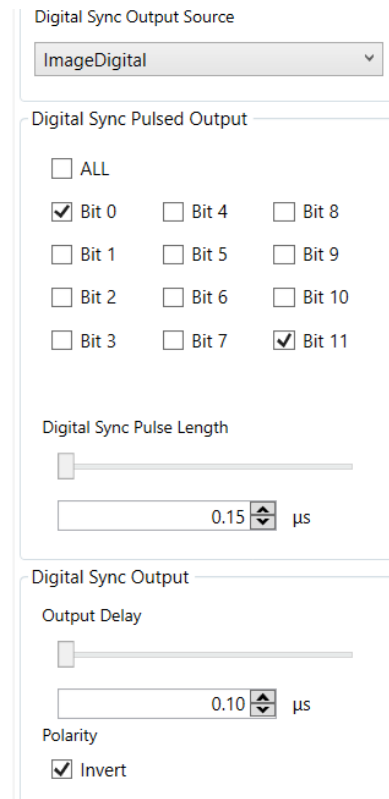 Digital Sync Output Source
ImageDigital
Digital Sync Pulsed Output
ALL
Bit 0 Bit 4 Bit 8
Bit 1 Bit 5 Bit 9
Bit 2 Bit 6 Bit 10
Bit 3 Bit 7 Bit 11
Digital Sync Pulse Length
0.15 µs
Digital Sync Output
Output Delay
0.10 µs
Polarity
Invert